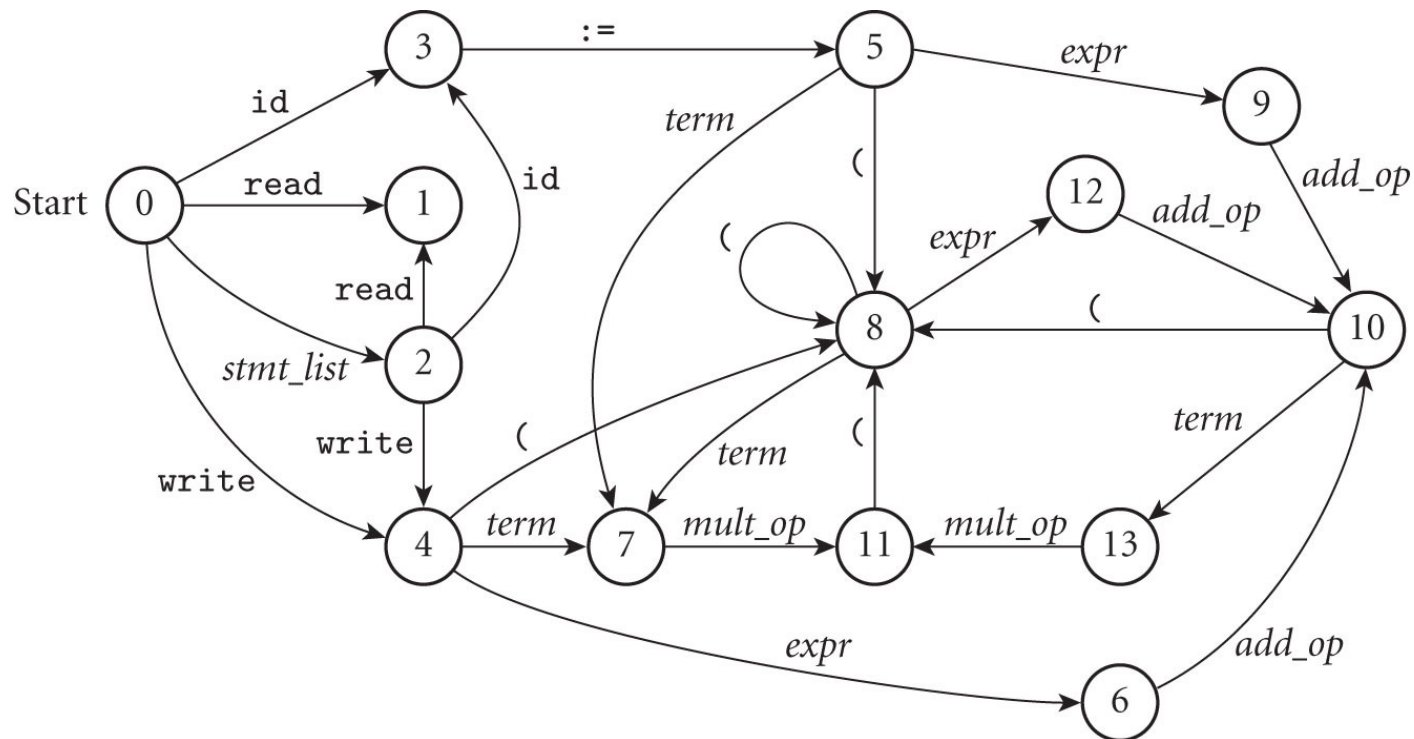 3
:=
5
expr
9
id
term
(
add_op
read
id
Start
0
1
12
add_op
(
expr
read
8
(
10
stmt_list
2
write
(
term
(
term
write
4
term
7
mult_op
11
mult_op
13
expr
add_op
6